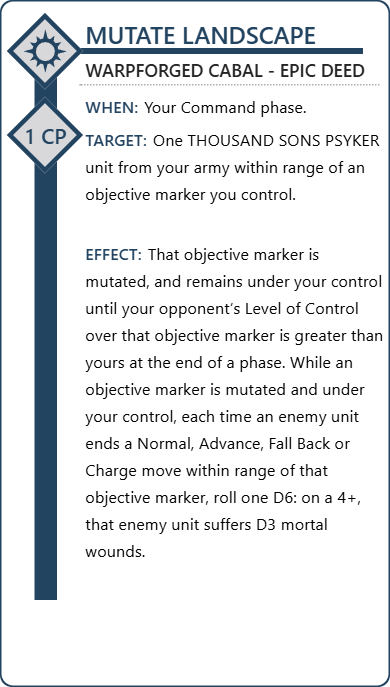 MUTATE LANDSCAPE
WARPFORGED CABAL - EPIC DEED
WHEN: Your Command phase.
1 CP
TARGET: One THOUSAND SONS PSYKER
unit from your army within range of an
objective marker you control.
EFFECT: That objective marker is
mutated, and remains under your control
until your opponent’s Level of Control
over that objective marker is greater than
yours at the end of a phase. While an
objective marker is mutated and under
your control, each time an enemy unit
ends a Normal, Advance, Fall Back or
Charge move within range of that
objective marker, roll one D6: on a 4+,
that enemy unit suffers D3 mortal
wounds.